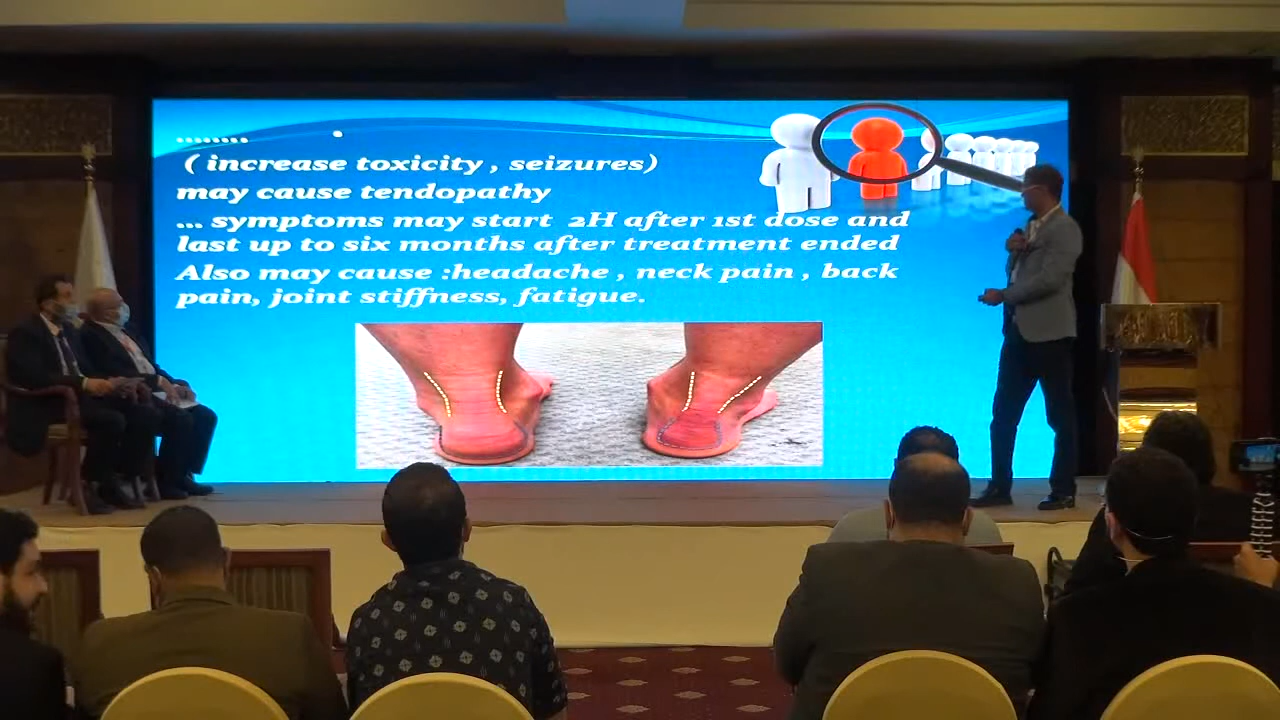 ........
( increase toxicity , seizures)
may cause tendopathy
... symptoms may start 2H after 1st dose and
last up to six months after treatment ended
Also may cause :headache , neck pain , back
pain, joint stiffness, fatigue.